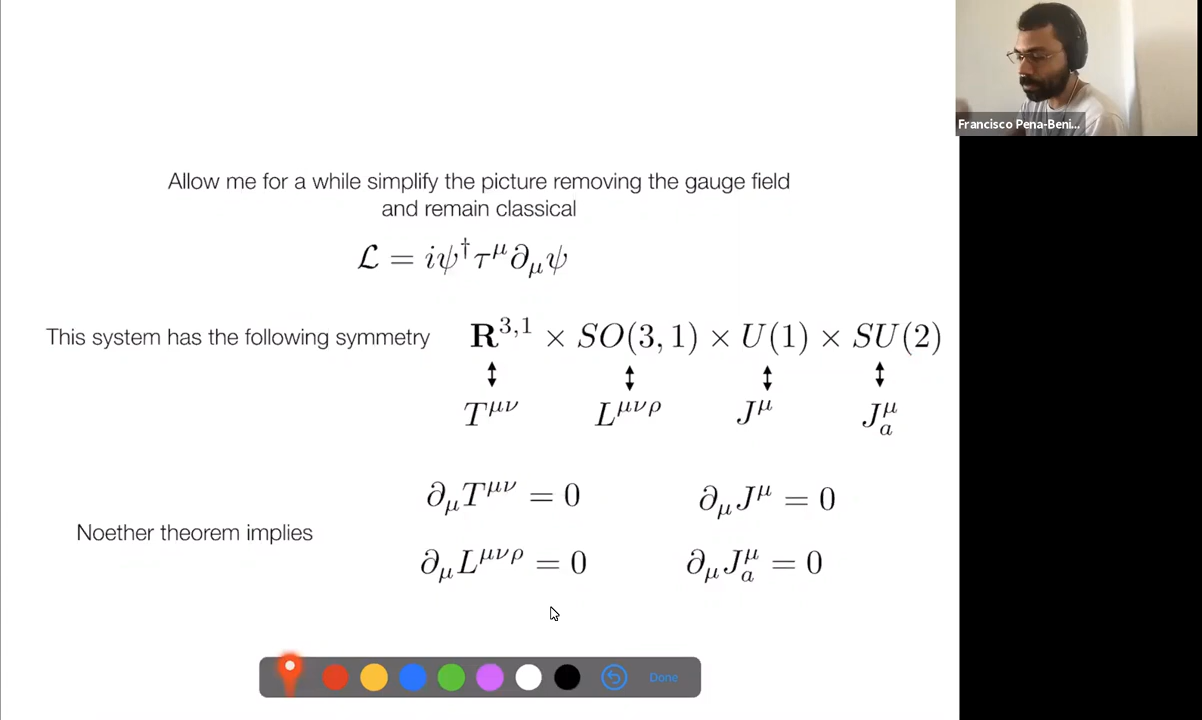 Allow me for a while simplify the picture removing the gauge field
and remain classical
ℒ = iψ†τ^μ∂_μψ
This system has the following symmetry R^{3,1} × SO(3,1) × U(1) × SU(2)
↕ ↕ ↕ ↕
T^{μν} L^{μνρ} J^μ J^μ_a
∂_μT^{μν} = 0 ∂_μJ^μ = 0
Noether theorem implies
∂_μL^{μνρ} = 0 ∂_μJ^μ_a = 0
Done
Francisco Pena-Beni...